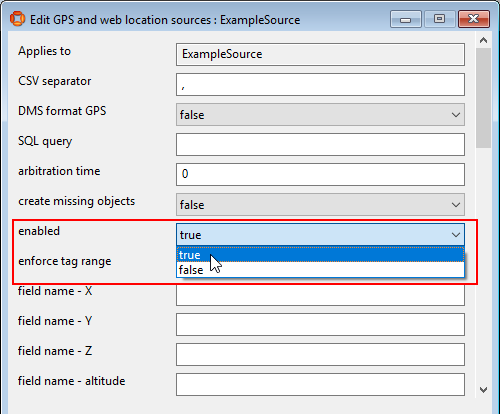 Edit GPS and web location sources : ExampleSource
Applies to ExampleSource
CSV separator ,
DMS format GPS false
SQL query
arbitration time 0
create missing objects false
enabled true
true
enforce tag range false
field name - X
field name - Y
field name - Z
field name - altitude